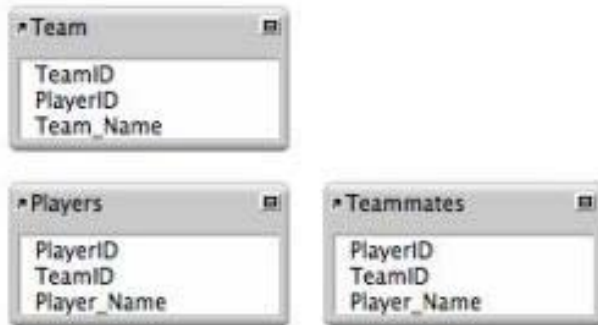 Team
TeamID
PlayerID
Team_Name
Players
PlayerID
TeamID
Player_Name
Teammates
PlayerID
TeamID
Player_Name